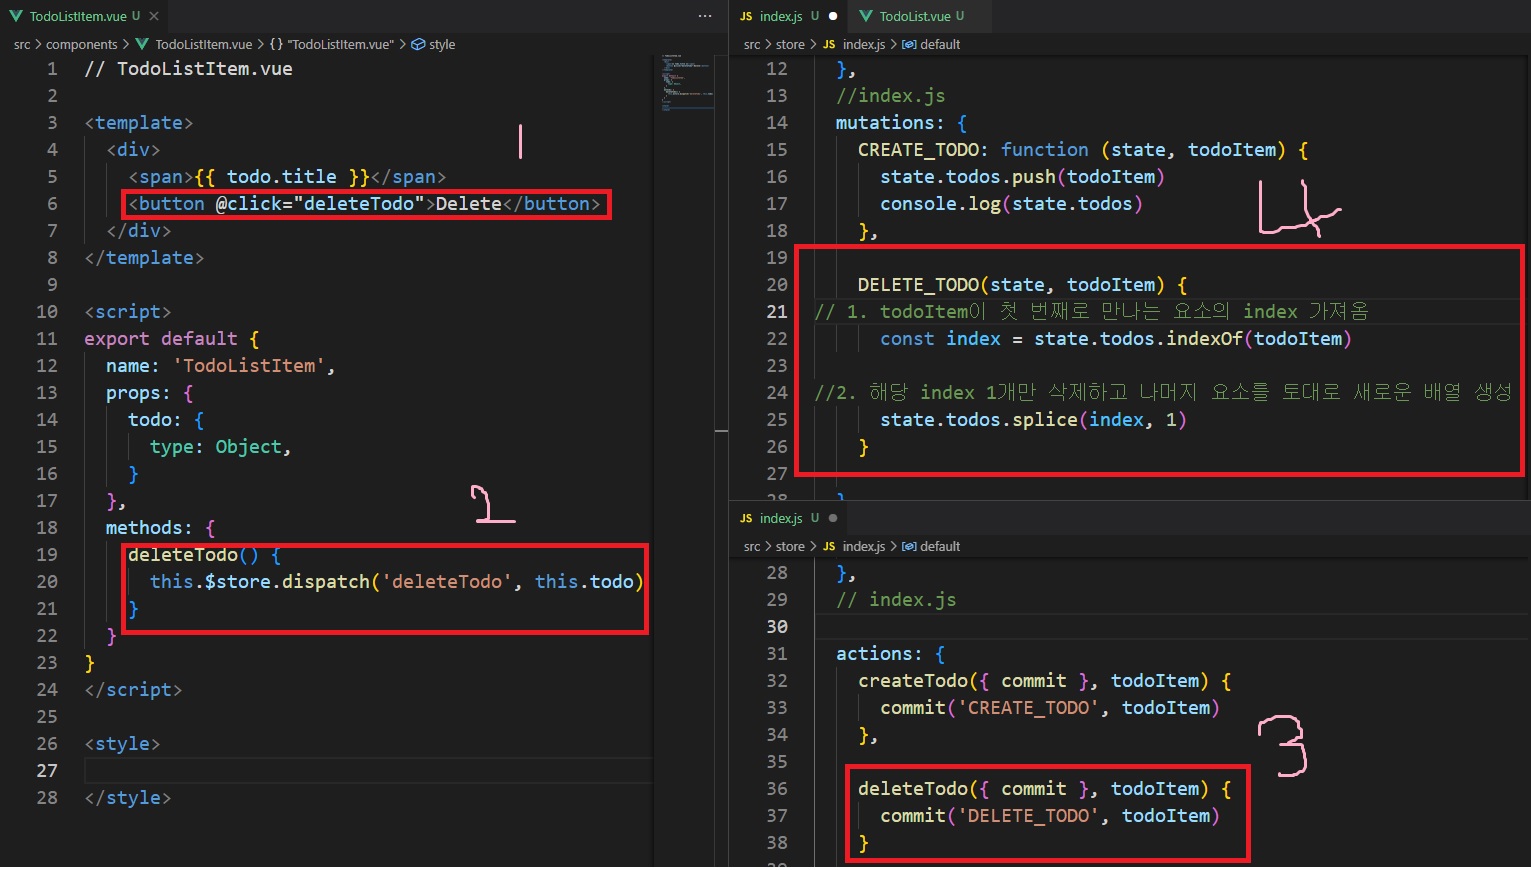 TodoListItem.vue U
src > components > TodoListItem.vue > {} "TodoListItem.vue" > style
1 // TodoListItem.vue
2
3 <template>
4 <div>
5 <span>{{ todo.title }}</span>
6 <button @click="deleteTodo">Delete</button>
7 </div>
8 </template>
9
10 <script>
11 export default {
12 name: 'TodoListItem',
13 props: {
14 todo: {
15 type: Object,
16 }
17 },
18 methods: {
19 deleteTodo() {
20 this.$store.dispatch('deleteTodo', this.todo)
21 }
22 }
23 }
24 </script>
25
26 <style>
27
28 </style>
1
2
JS index.js U
TodoList.vue U
src > store > JS index.js > default
12 },
13 //index.js
14 mutations: {
15 CREATE_TODO: function (state, todoItem) {
16 state.todos.push(todoItem)
17 console.log(state.todos)
18 },
19
20 DELETE_TODO(state, todoItem) {
21 // 1. todoItem이 첫 번째로 만나는 요소의 index 가져옴
22 const index = state.todos.indexOf(todoItem)
23
24 //2. 해당 index 1개만 삭제하고 나머지 요소를 토대로 새로운 배열 생성
25 state.todos.splice(index, 1)
26 }
27
28 }
4
JS index.js U
src > store > JS index.js > default
28 },
29 // index.js
30
31 actions: {
32 createTodo({ commit }, todoItem) {
33 commit('CREATE_TODO', todoItem)
34 },
35
36 deleteTodo({ commit }, todoItem) {
37 commit('DELETE_TODO', todoItem)
38 }
3